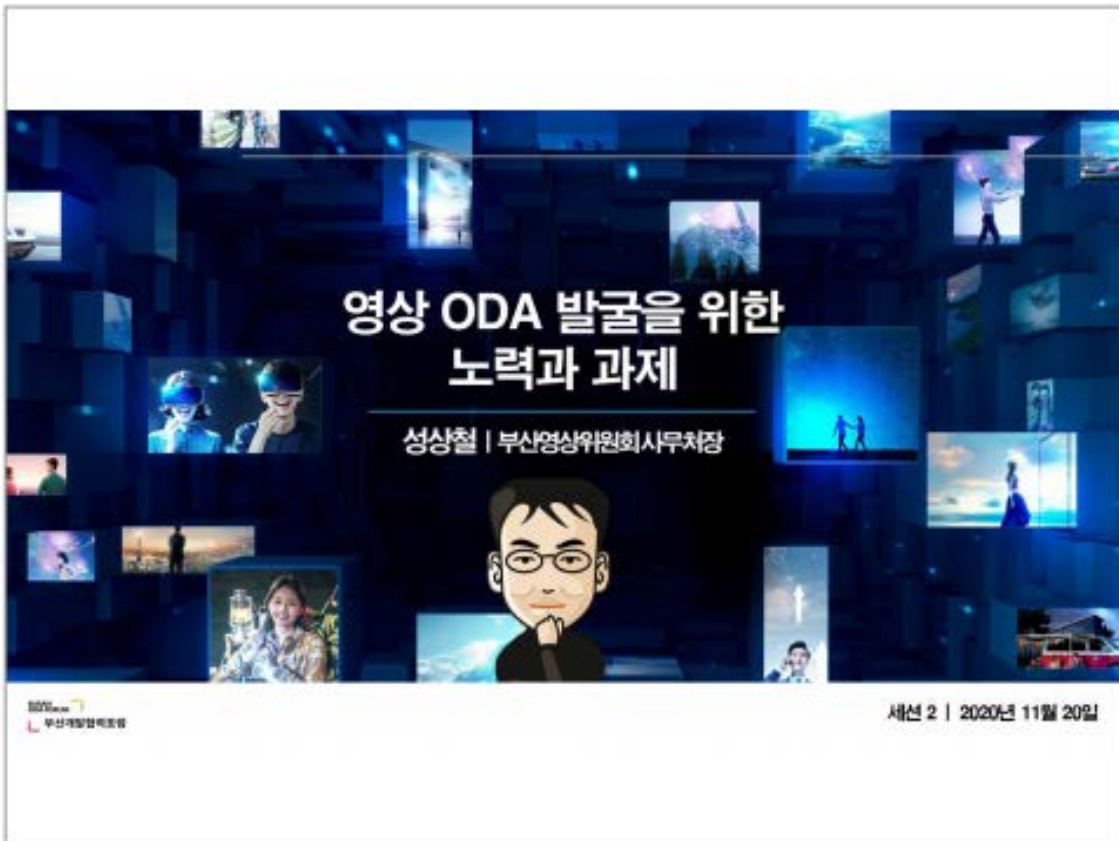 영상 ODA 발굴을 위한
노력과 과제
성상철 | 부산영상위원회 사무처장
부산개발협력포럼
세션 2 | 2020년 11월 20일